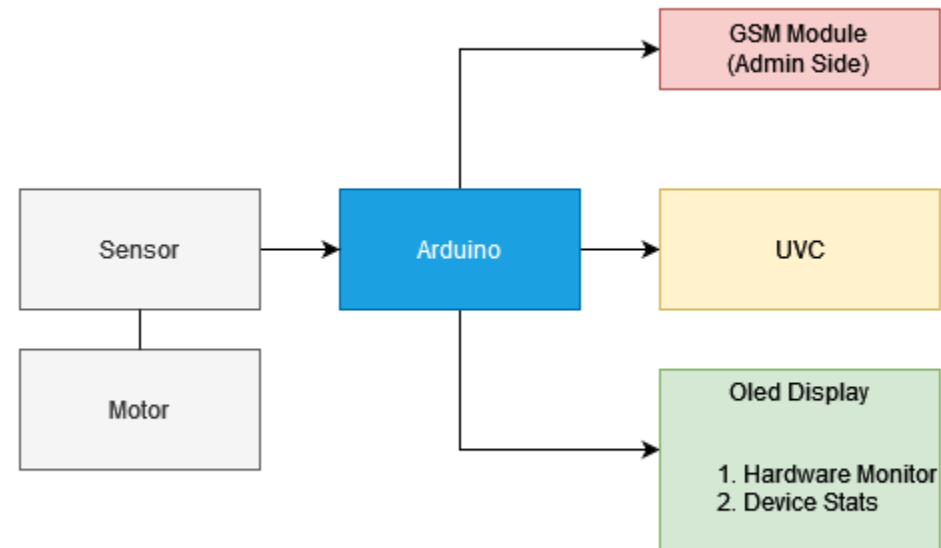 GSM Module
(Admin Side)
Sensor
Arduino
UVC
Motor
Oled Display
1. Hardware Monitor
2. Device Stats